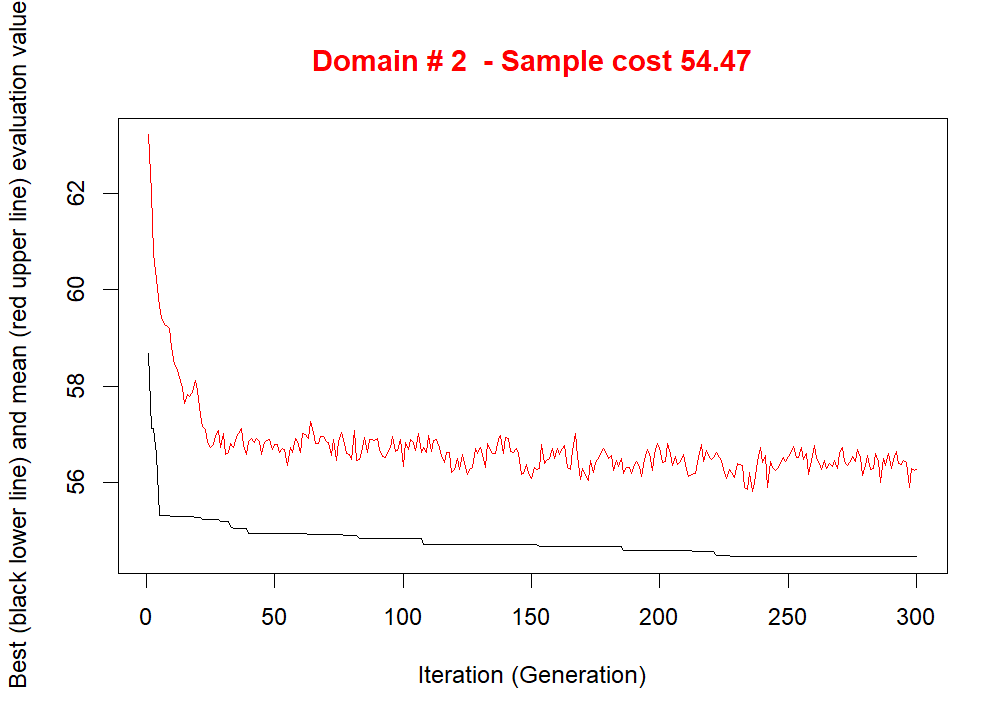 Domain # 2  - Sample cost 54.47
Best (black lower line) and mean (red upper line) evaluation value
62
60
58
56
0 50 100 150 200 250 300
Iteration (Generation)